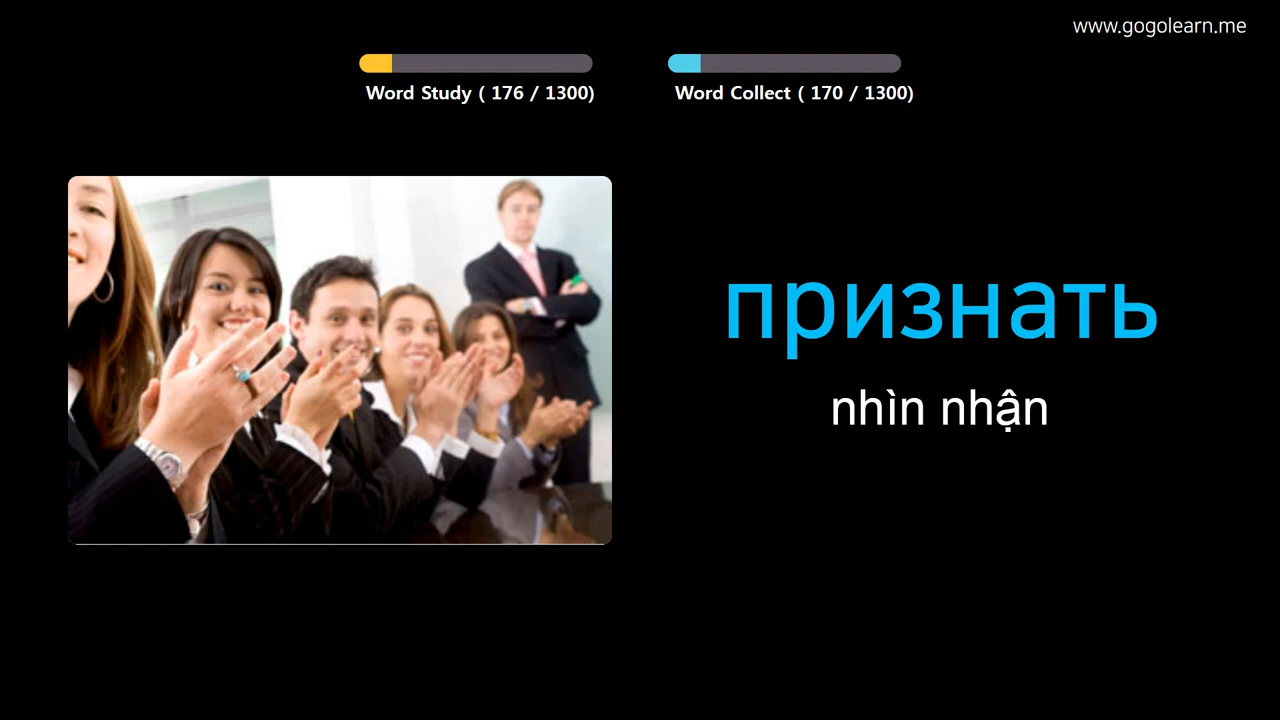 www.gogolearn.me
Word Study ( 176 / 1300)
Word Collect ( 170 / 1300)
признать
nhìn nhận